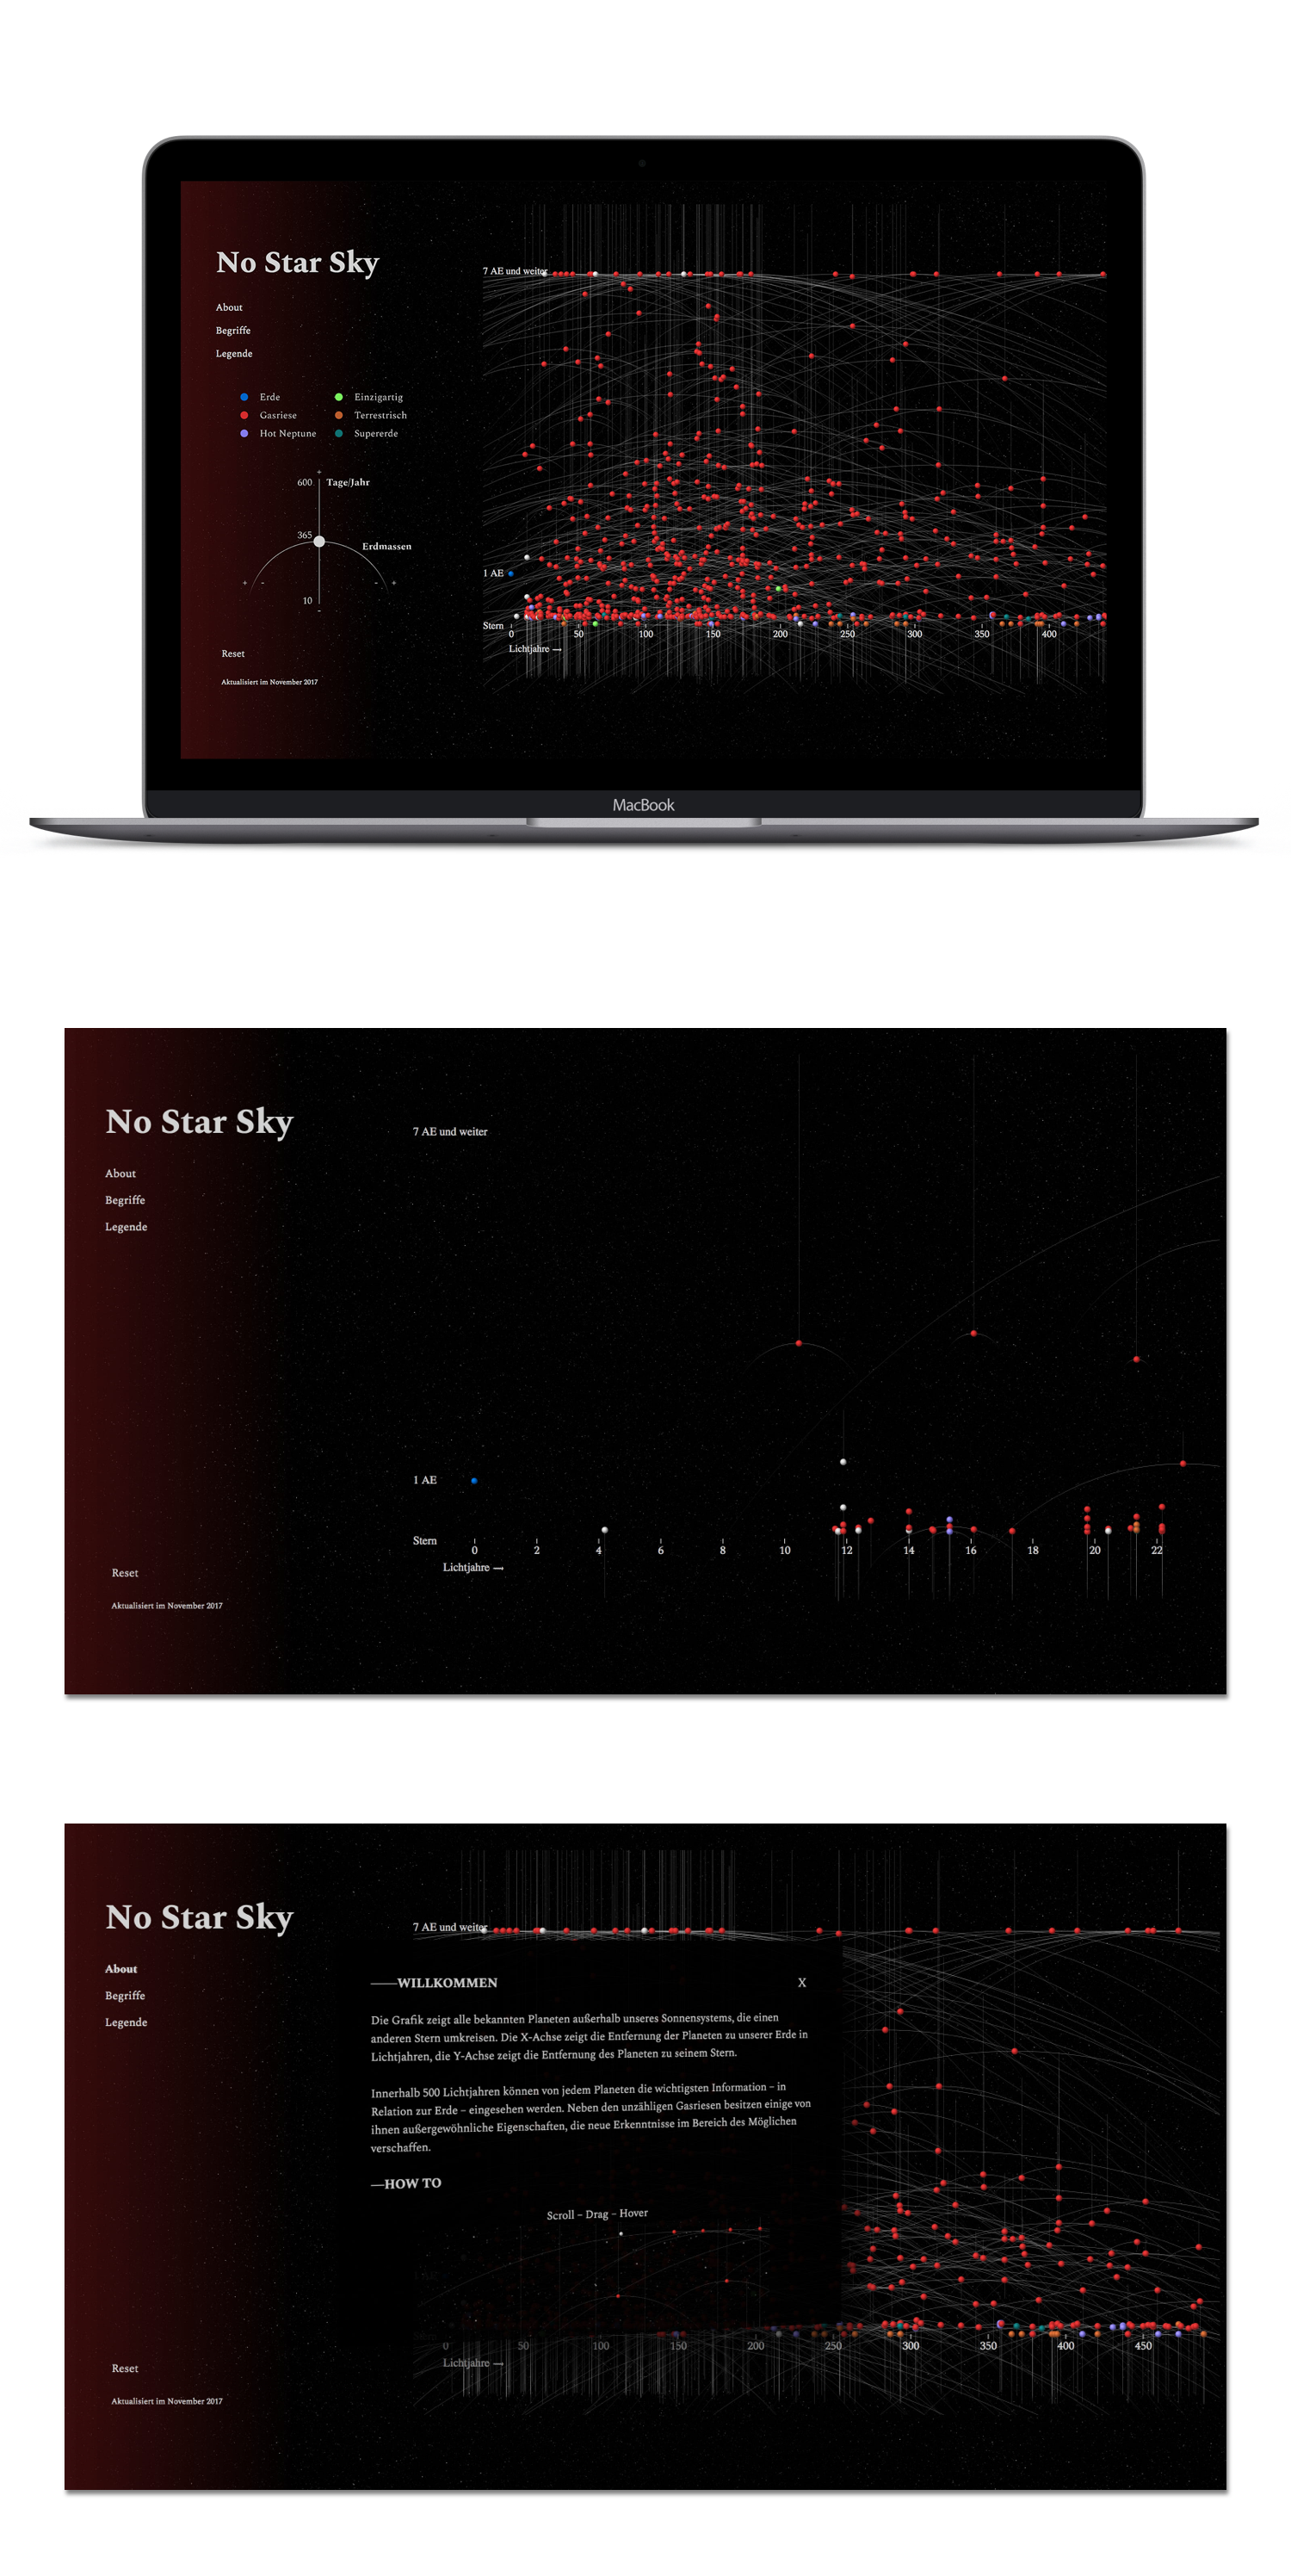 No Star Sky
About
Begriffe
Legende
Erde
Einzigartig
Gasriese
Terrestrisch
Hot Neptune
Supererde
+
600
Tage/Jahr
365
Erdmassen
+ - - +
10
-
Reset
Aktualisiert im November 2017
7 AE und weiter
1 AE
Stern
0 50 100 150 200 250 300 350 400
Lichtjahre →
MacBook
No Star Sky
About
Begriffe
Legende
Reset
Aktualisiert im November 2017
7 AE und weiter
1 AE
Stern
0 2 4 6 8 10 12 14 16 18 20 22
Lichtjahre →
No Star Sky
About
Begriffe
Legende
Reset
Aktualisiert im November 2017
7 AE und weiter
——WILLKOMMEN X
Die Grafik zeigt alle bekannten Planeten außerhalb unseres Sonnensystems, die einen
anderen Stern umkreisen. Die X-Achse zeigt die Entfernung der Planeten zu unserer Erde in
Lichtjahren, die Y-Achse zeigt die Entfernung des Planeten zu seinem Stern.
Innerhalb 500 Lichtjahren können von jedem Planeten die wichtigsten Information – in
Relation zur Erde – eingesehen werden. Neben den unzähligen Gasriesen besitzen einige von
ihnen außergewöhnliche Eigenschaften, die neue Erkenntnisse im Bereich des Möglichen
verschaffen.
—HOW TO
Scroll – Drag – Hover
0 50 100 150 200 250 300 350 400 450
Lichtjahre →